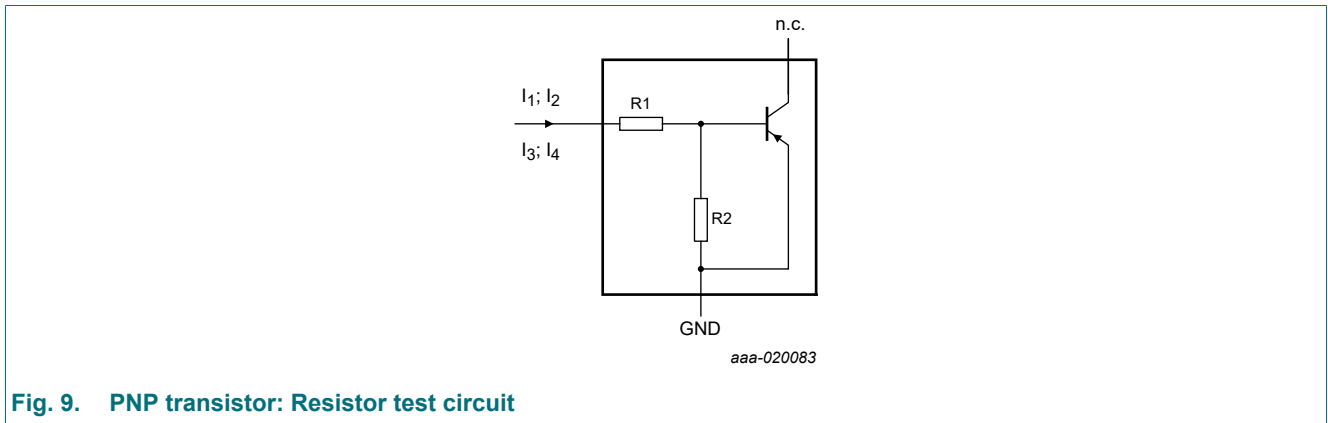 n.c.
I1; I2
R1
I3; I4
R2
GND
aaa-020083
Fig. 9. PNP transistor: Resistor test circuit